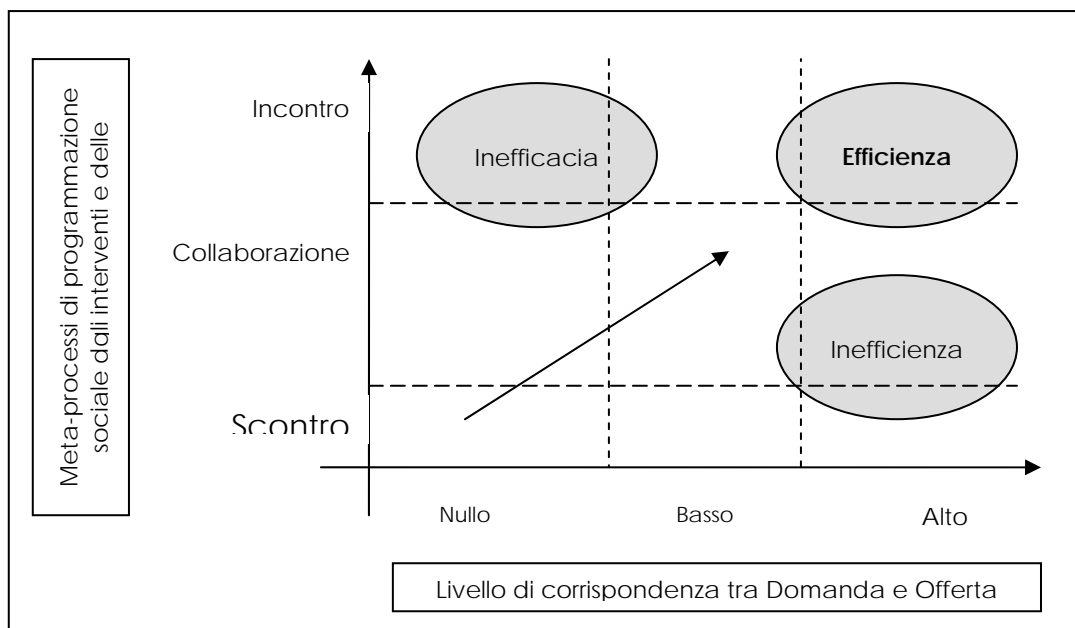 Meta-processi di programmazione
sociale dali interventi e delle
Incontro
Inefficacia
Efficienza
Collaborazione
Inefficienza
Scontro
Nullo
Basso
Alto
Livello di corrispondenza tra Domanda e Offerta